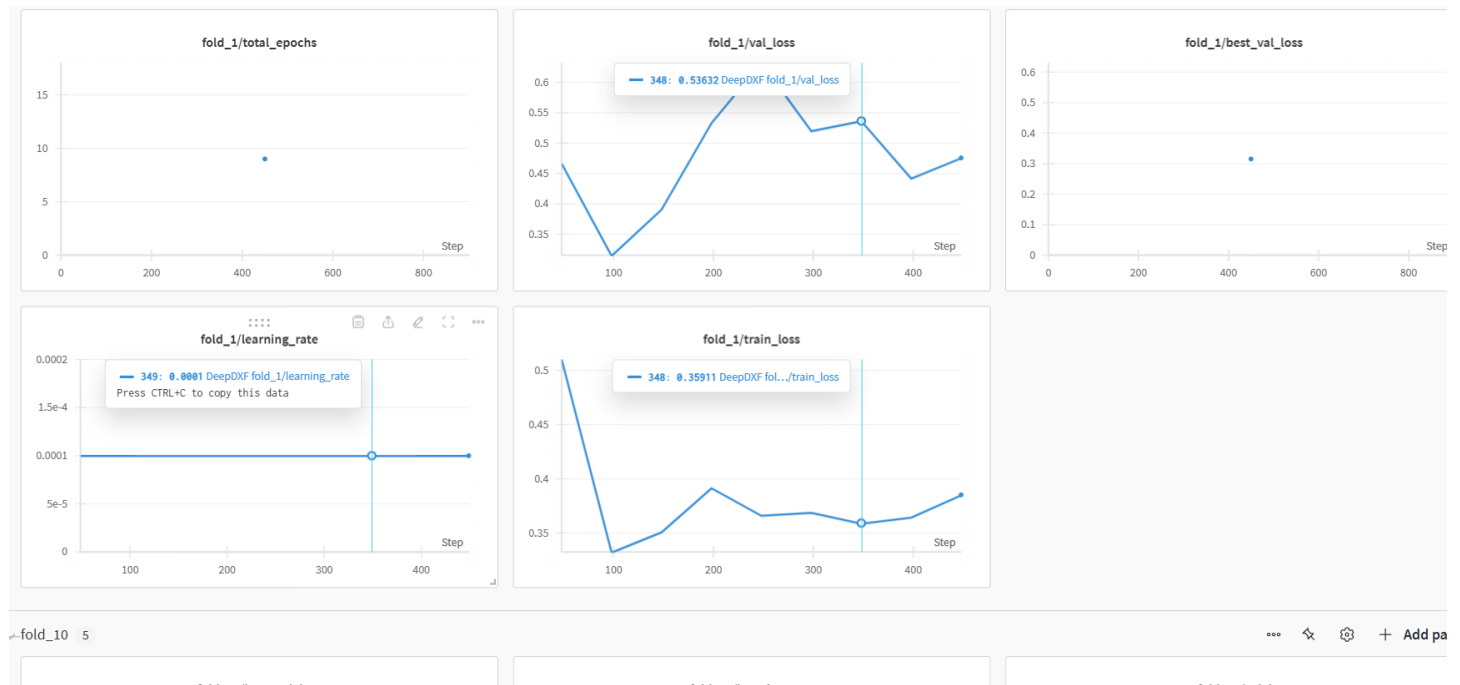 fold_1/total_epochs
15
10
5
0
Step
0 200 400 600 800
fold_1/val_loss
348: 0.53632 DeepDXF fold_1/val_loss
0.6
0.55
0.5
0.45
0.4
0.35
Step
100 200 300 400
fold_1/best_val_loss
0.6
0.5
0.4
0.3
0.2
0.1
0
Step
0 200 400 600 800
fold_1/learning_rate
349: 0.0001 DeepDXF fold_1/learning_rate
Press CTRL+C to copy this data
0.0002
1.5e-4
0.0001
5e-5
0
Step
100 200 300 400
fold_1/train_loss
348: 0.35911 DeepDXF fol.../train_loss
0.5
0.45
0.4
0.35
Step
100 200 300 400
fold_10 5
Add pa